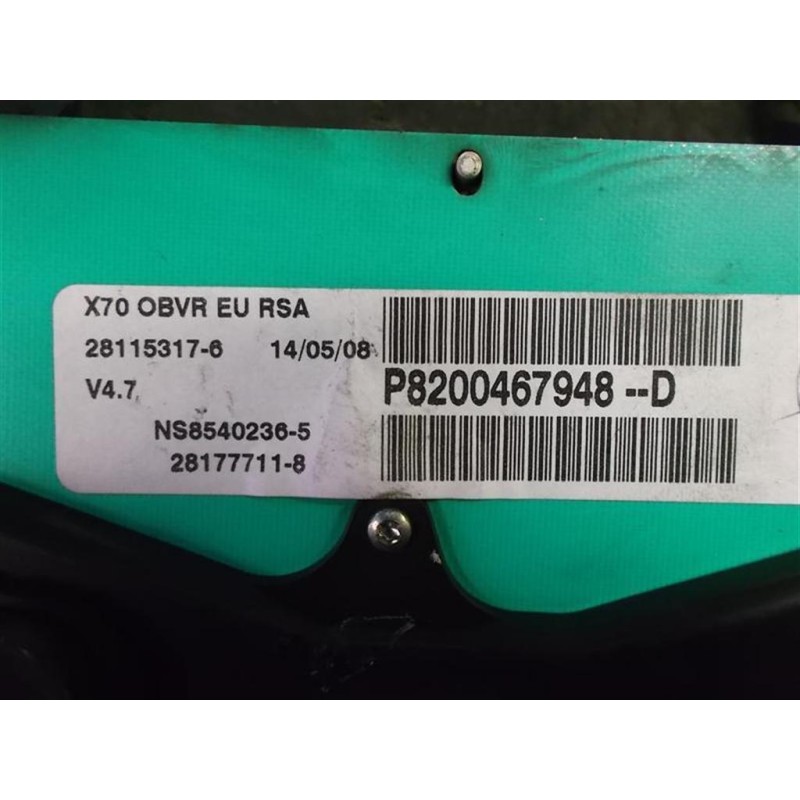 X70 OBVR EU RSA
28115317-6 14/05/08
V4.7
P8200467948 --D
NS8540236-5
28177711-8